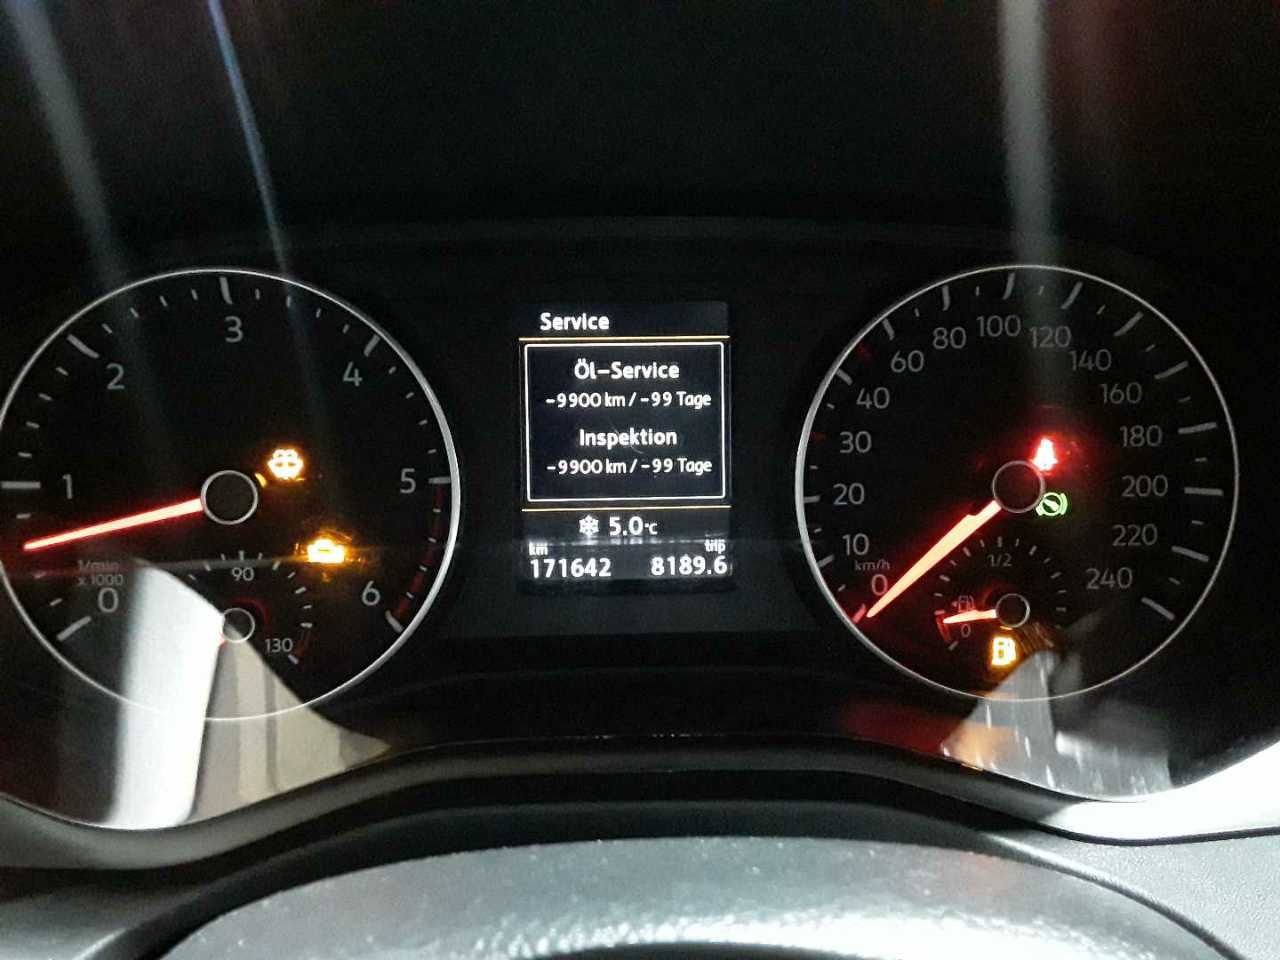 Service
Öl-Service
-9900 km / -99 Tage
Inspektion
-9900 km / -99 Tage
5.0°C
km trip
171642 8189.6
0 1 2 3 4 5 6
1/min
x 1000
90 130
0 10 20 30 40 60 80 100 120 140 160 180 200 220 240
km/h
0 1/2